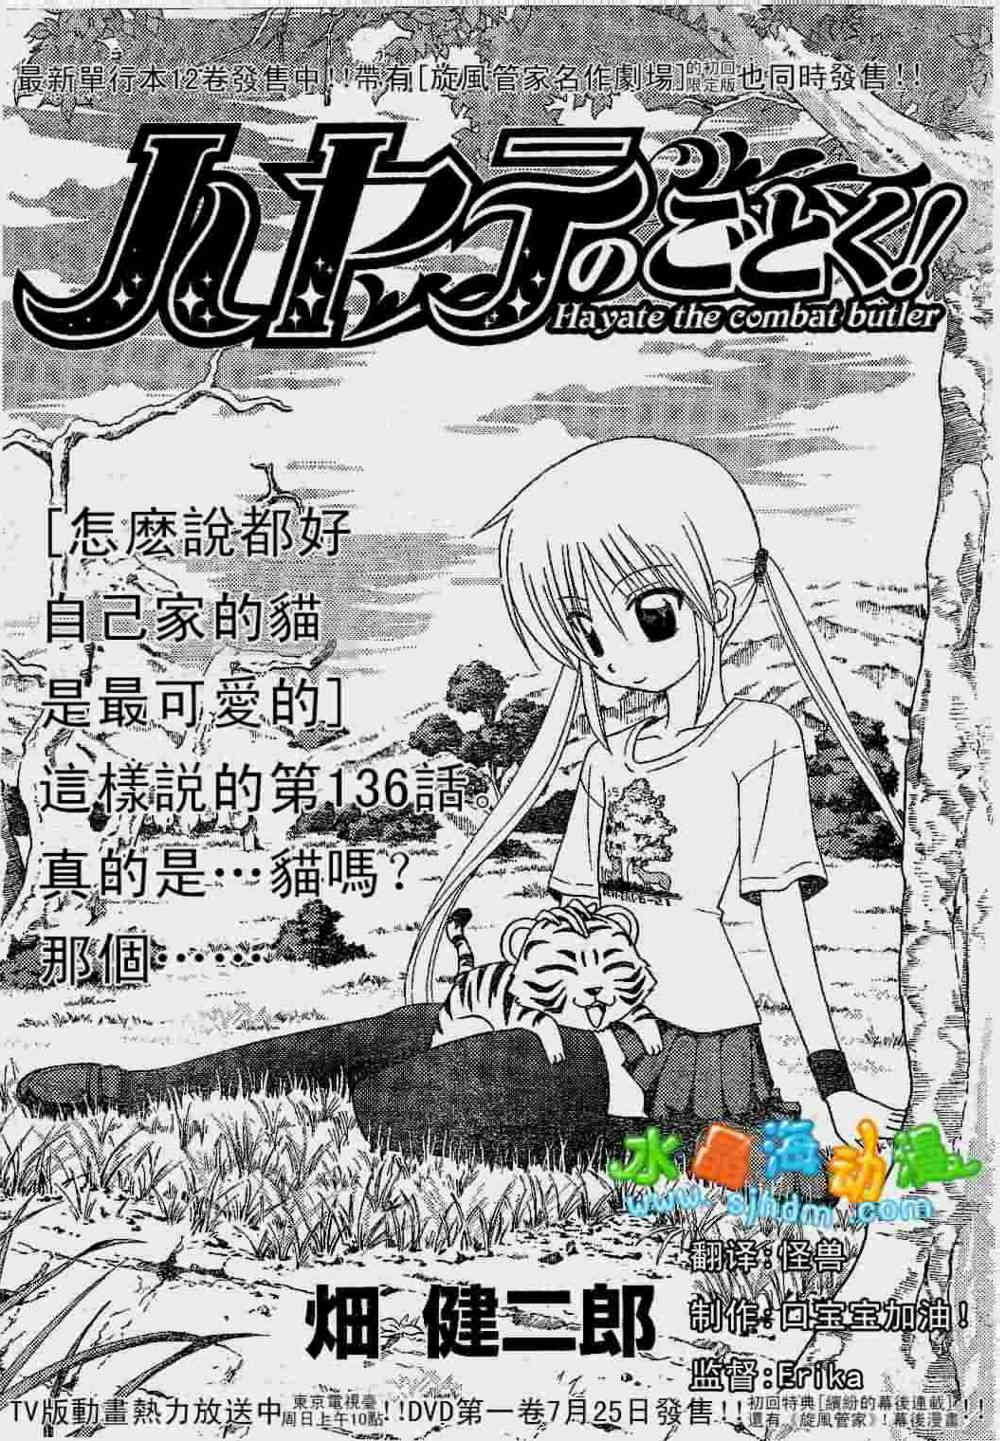 最新單行本12卷發售中!!帶有[旋風管家名作劇場]的初回限定版也同時發售!!
ハヤテのごとく!
Hayate the combat butler
[怎麽說都好
自己家的貓
是最可愛的]
這樣説的第136話。
真的是…貓嗎?
那個……
水晶海动漫
www.sjhdm.com
翻译:怪兽
制作:口宝宝加油!
监督:Erika
畑 健二郎
TV版動畫熱力放送中東京電視臺周日上午10點!!DVD第一卷7月25日發售!!初回特典[繽紛的幕後連載]還有《旋風管家》!幕後漫畫!!